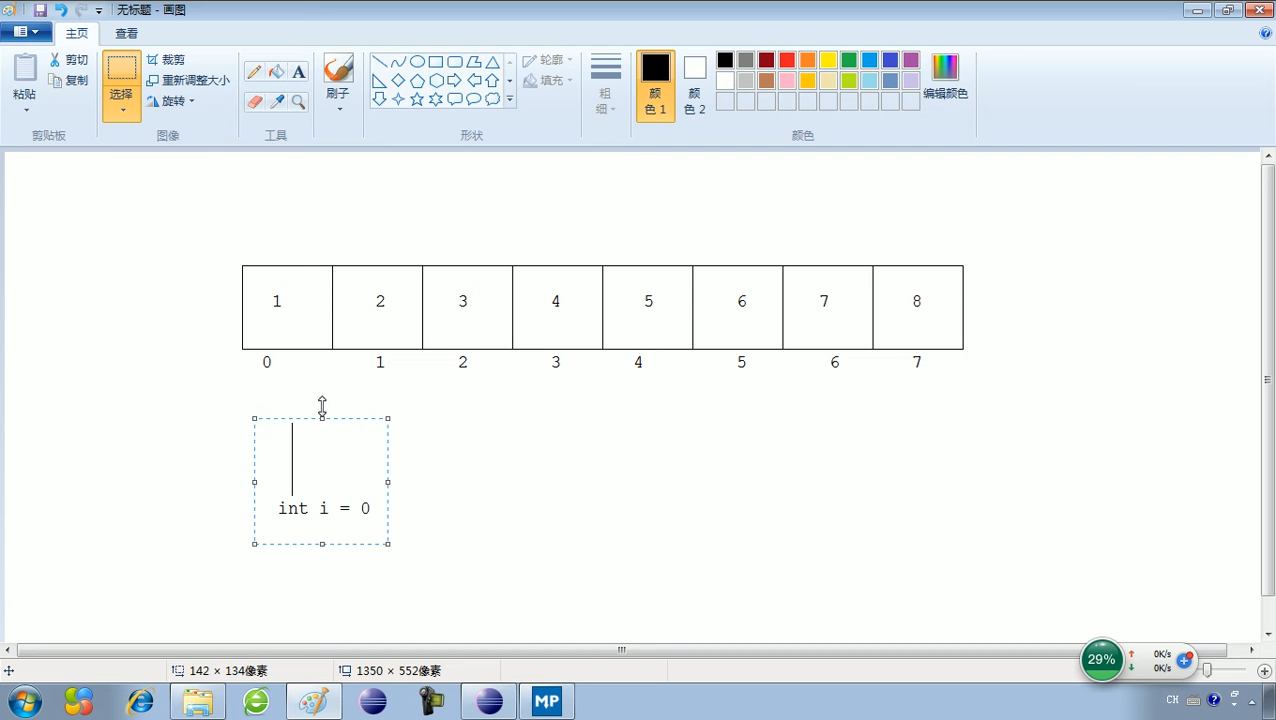 无标题 - 画图
主页
查看
粘贴
剪切
复制
剪贴板
选择
裁剪
重新调整大小
旋转
图像
A
工具
刷子
轮廓
填充
形状
粗
细
颜
色 1
颜
色 2
编辑颜色
颜色
1 2 3 4 5 6 7 8
0 1 2 3 4 5 6 7
int i = 0
142 × 134像素
1350 × 552像素
29%
0K/s
0K/s
MP
CH